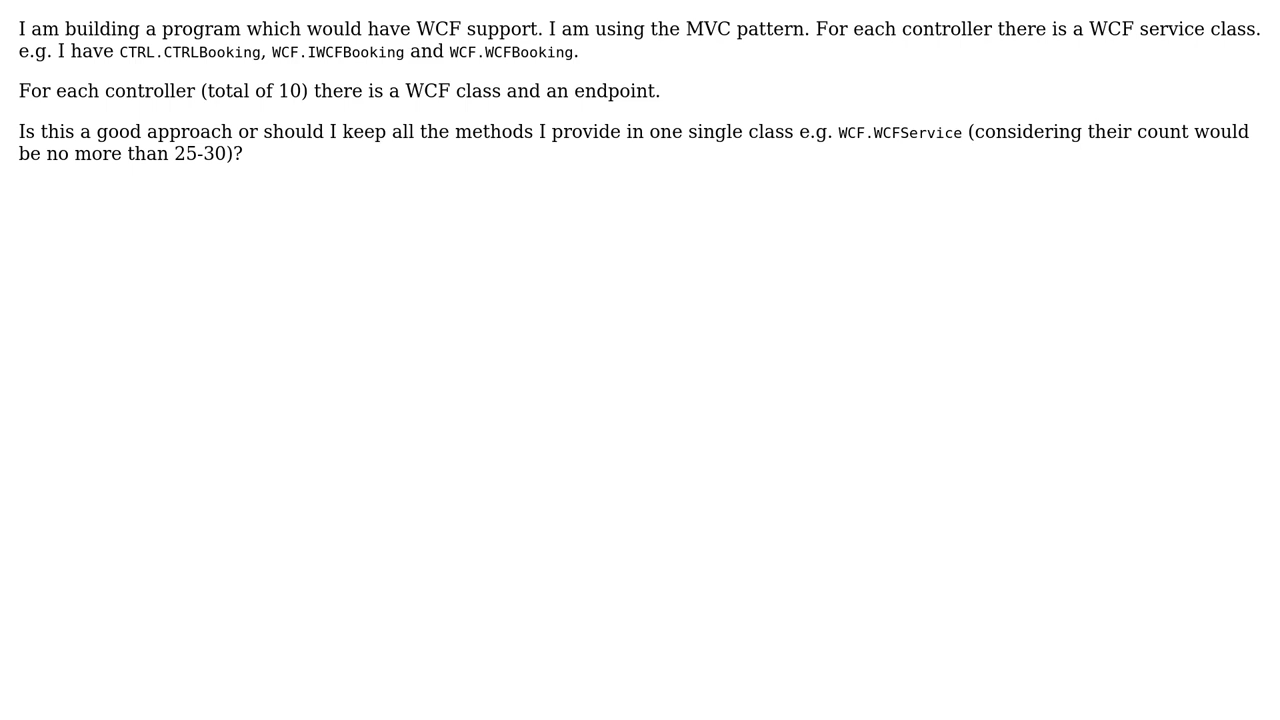 I am building a program which would have WCF support. I am using the MVC pattern. For each controller there is a WCF service class.
e.g. I have CTRL.CTRLBooking, WCF.IWCFBooking and WCF.WCFBooking.
For each controller (total of 10) there is a WCF class and an endpoint.
Is this a good approach or should I keep all the methods I provide in one single class e.g. WCF.WCFService (considering their count would
be no more than 25-30)?